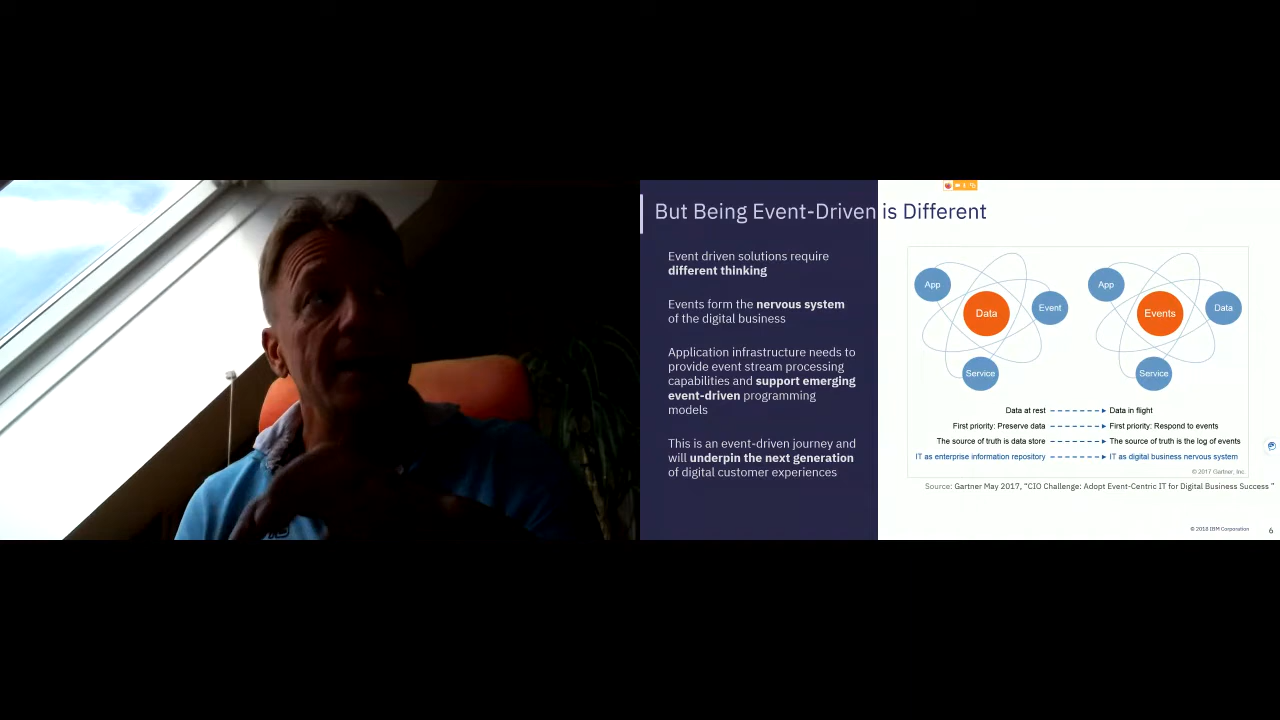 But Being Event-Driven is Different
Event driven solutions require
different thinking
Events form the nervous system
of the digital business
Application infrastructure needs to
provide event stream processing
capabilities and support emerging
event-driven programming
models
This is an event-driven journey and
will underpin the next generation
of digital customer experiences
App
Data
Event
Service
App
Events
Data
Service
Data at rest
Data in flight
First priority: Preserve data
First priority: Respond to events
The source of truth is data store
The source of truth is the log of events
IT as enterprise information repository
IT as digital business nervous system
© 2017 Gartner, Inc.
Source: Gartner May 2017, “CIO Challenge: Adopt Event-Centric IT for Digital Business Success ”
© 2018 IBM Corporation
6